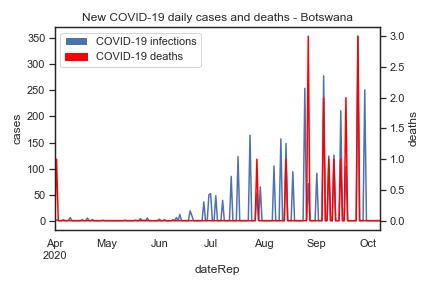 New COVID-19 daily cases and deaths - Botswana
COVID-19 infections
COVID-19 deaths
350
300
250
200
150
100
50
0
cases
3.0
2.5
2.0
1.5
1.0
0.5
0.0
deaths
Apr May Jun Jul Aug Sep Oct
2020
dateRep